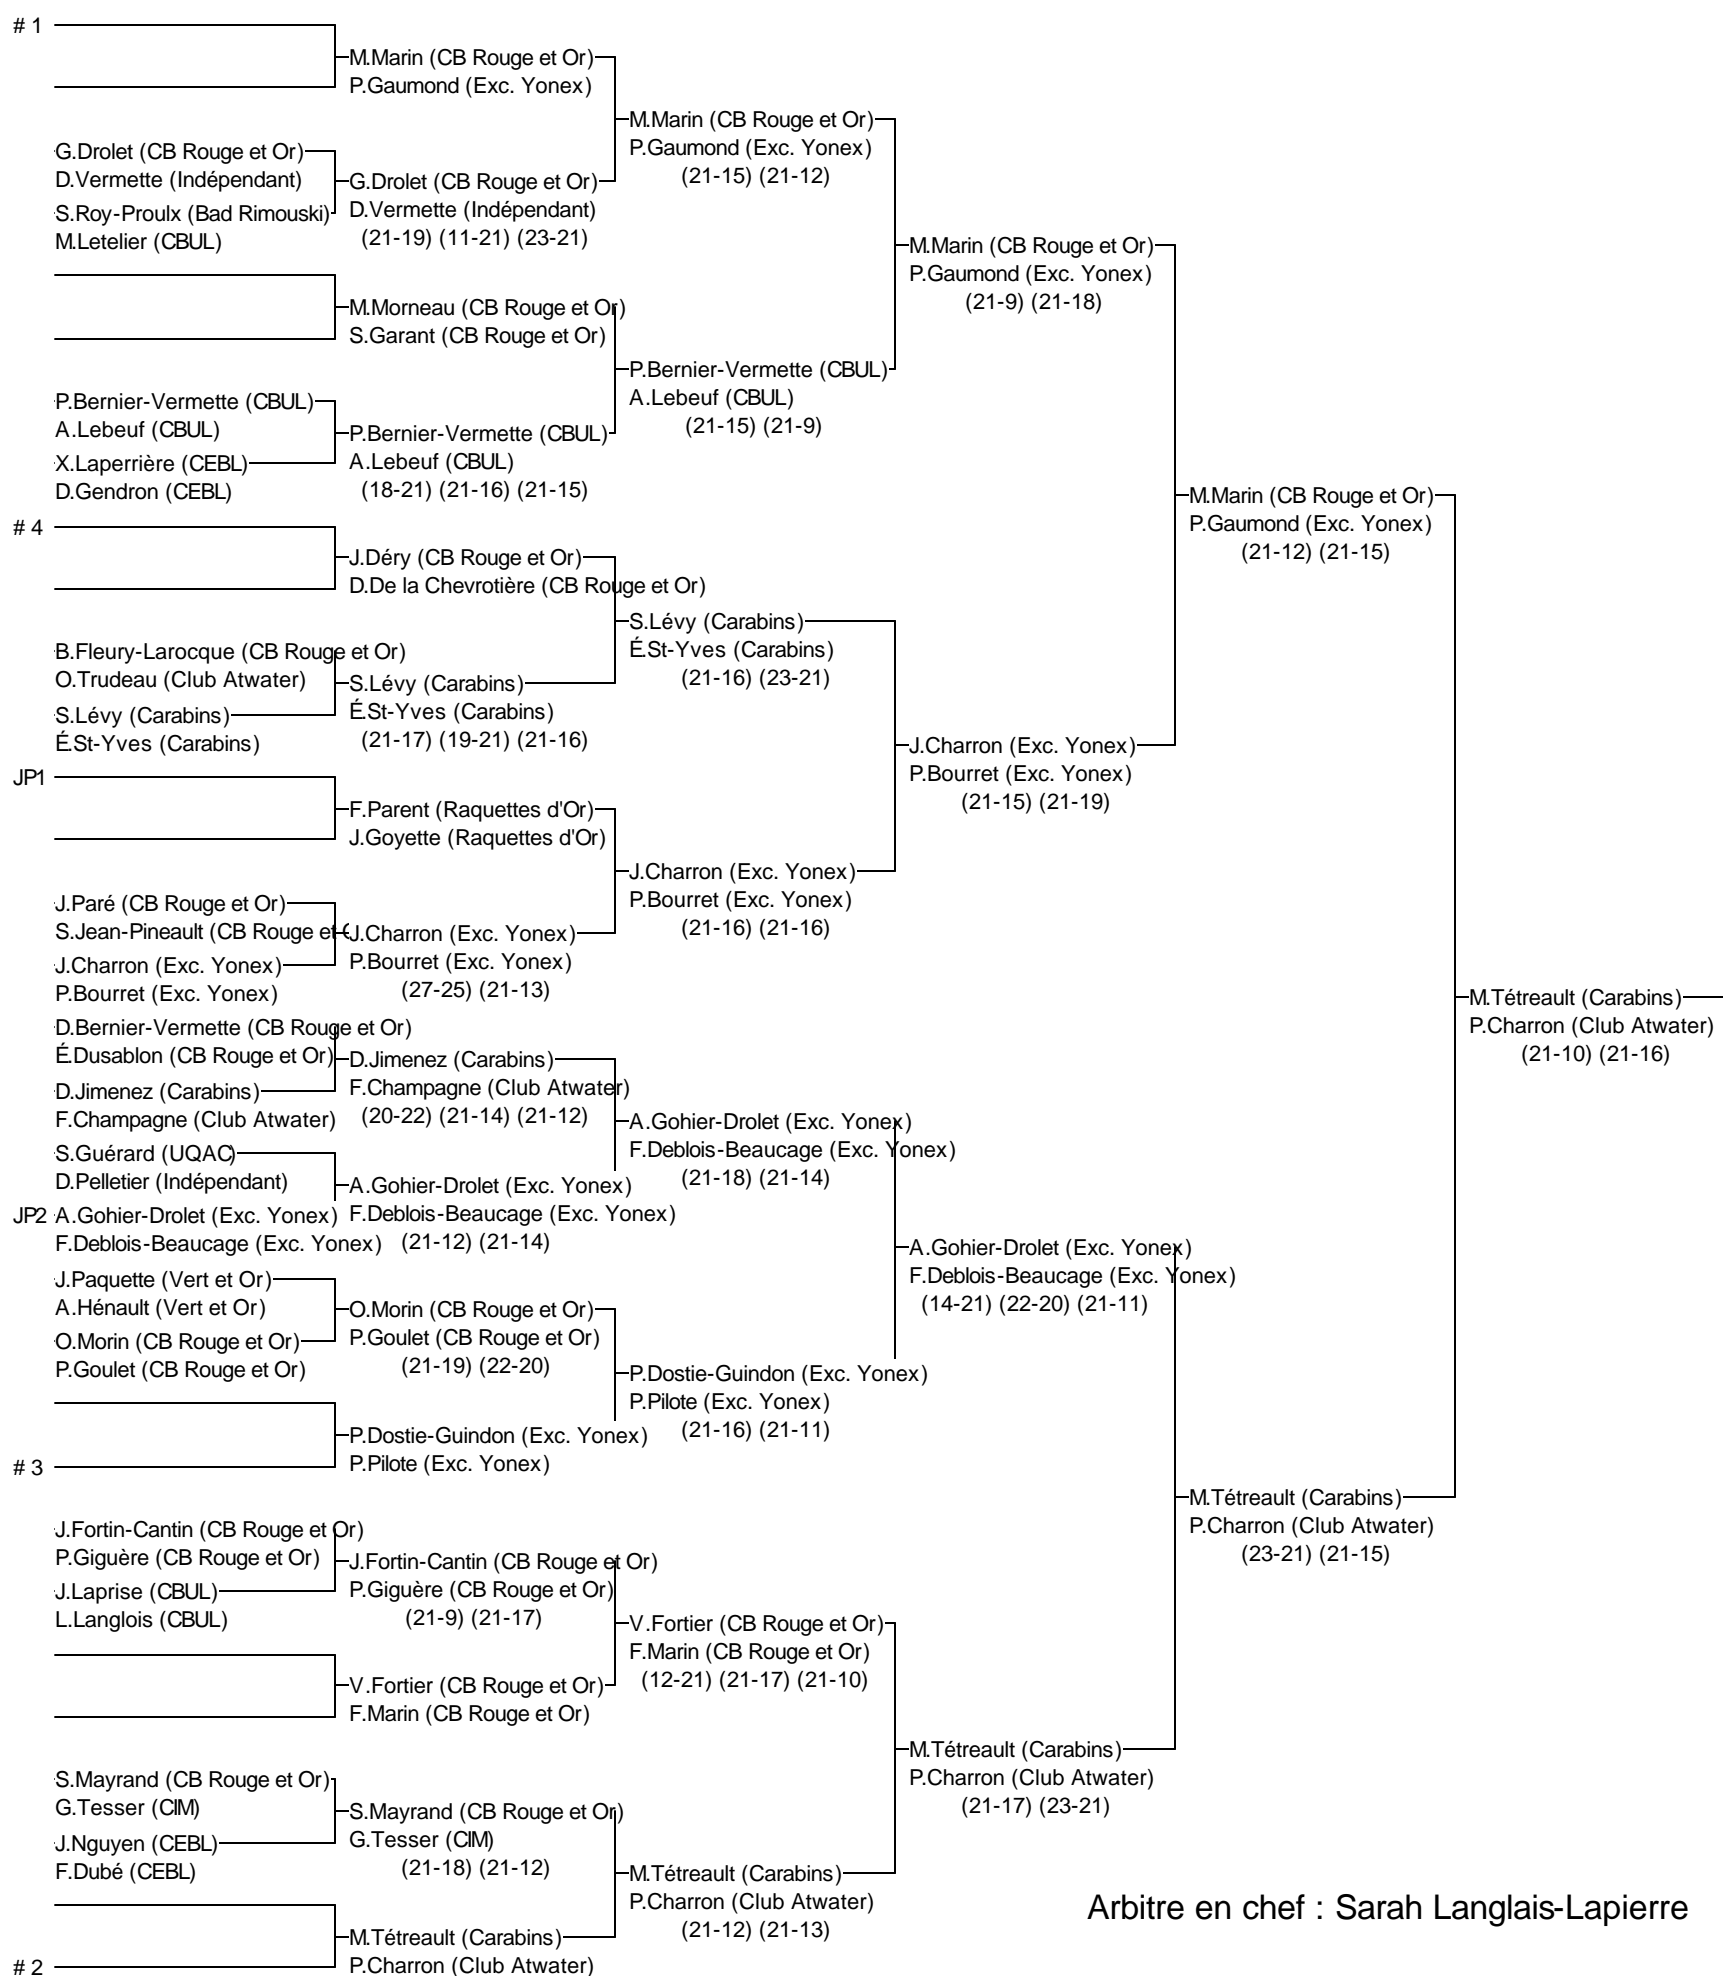 # 1
M.Marin (CB Rouge et Or)
P.Gaumond (Exc. Yonex)
M.Marin (CB Rouge et Or)
P.Gaumond (Exc. Yonex)
(21-15) (21-12)
G.Drolet (CB Rouge et Or)
D.Vermette (Indépendant)
G.Drolet (CB Rouge et Or)
D.Vermette (Indépendant)
(21-19) (11-21) (23-21)
S.Roy-Proulx (Bad Rimouski)
M.Letelier (CBUL)
M.Marin (CB Rouge et Or)
P.Gaumond (Exc. Yonex)
(21-9) (21-18)
M.Morneau (CB Rouge et Or)
S.Garant (CB Rouge et Or)
P.Bernier-Vermette (CBUL)
A.Lebeuf (CBUL)
(21-15) (21-9)
P.Bernier-Vermette (CBUL)
A.Lebeuf (CBUL)
P.Bernier-Vermette (CBUL)
A.Lebeuf (CBUL)
(18-21) (21-16) (21-15)
X.Laperrière (CEBL)
D.Gendron (CEBL)
M.Marin (CB Rouge et Or)
P.Gaumond (Exc. Yonex)
(21-12) (21-15)
# 4
J.Déry (CB Rouge et Or)
D.De la Chevrotière (CB Rouge et Or)
S.Lévy (Carabins)
É.St-Yves (Carabins)
(21-16) (23-21)
B.Fleury-Larocque (CB Rouge et Or)
O.Trudeau (Club Atwater)
S.Lévy (Carabins)
É.St-Yves (Carabins)
(21-17) (19-21) (21-16)
S.Lévy (Carabins)
É.St-Yves (Carabins)
J.Charron (Exc. Yonex)
P.Bourret (Exc. Yonex)
(21-15) (21-19)
JP1
F.Parent (Raquettes d'Or)
J.Goyette (Raquettes d'Or)
J.Charron (Exc. Yonex)
P.Bourret (Exc. Yonex)
(21-16) (21-16)
J.Paré (CB Rouge et Or)
S.Jean-Pineault (CB Rouge et
J.Charron (Exc. Yonex)
P.Bourret (Exc. Yonex)
(27-25) (21-13)
J.Charron (Exc. Yonex)
P.Bourret (Exc. Yonex)
M.Tétreault (Carabins)
P.Charron (Club Atwater)
(21-10) (21-16)
D.Bernier-Vermette (CB Rouge et Or)
É.Dusablon (CB Rouge et Or)
D.Jimenez (Carabins)
F.Champagne (Club Atwater)
(20-22) (21-14) (21-12)
D.Jimenez (Carabins)
F.Champagne (Club Atwater)
A.Gohier-Drolet (Exc. Yonex)
F.Deblois-Beaucage (Exc. Yonex)
(21-18) (21-14)
S.Guérard (UQAC)
D.Pelletier (Indépendant)
A.Gohier-Drolet (Exc. Yonex)
F.Deblois-Beaucage (Exc. Yonex)
(21-12) (21-14)
JP2 A.Gohier-Drolet (Exc. Yonex)
F.Deblois-Beaucage (Exc. Yonex)
A.Gohier-Drolet (Exc. Yonex)
F.Deblois-Beaucage (Exc. Yonex)
(14-21) (22-20) (21-11)
J.Paquette (Vert et Or)
A.Hénault (Vert et Or)
O.Morin (CB Rouge et Or)
P.Goulet (CB Rouge et Or)
(21-19) (22-20)
O.Morin (CB Rouge et Or)
P.Goulet (CB Rouge et Or)
P.Dostie-Guindon (Exc. Yonex)
P.Pilote (Exc. Yonex)
(21-16) (21-11)
P.Dostie-Guindon (Exc. Yonex)
P.Pilote (Exc. Yonex)
# 3
M.Tétreault (Carabins)
P.Charron (Club Atwater)
(23-21) (21-15)
J.Fortin-Cantin (CB Rouge et Or)
P.Giguère (CB Rouge et Or)
J.Fortin-Cantin (CB Rouge et Or)
P.Giguère (CB Rouge et Or)
(21-9) (21-17)
J.Laprise (CBUL)
L.Langlois (CBUL)
V.Fortier (CB Rouge et Or)
F.Marin (CB Rouge et Or)
(12-21) (21-17) (21-10)
V.Fortier (CB Rouge et Or)
F.Marin (CB Rouge et Or)
M.Tétreault (Carabins)
P.Charron (Club Atwater)
(21-17) (23-21)
S.Mayrand (CB Rouge et Or)
G.Tesser (CIM)
S.Mayrand (CB Rouge et Or)
G.Tesser (CIM)
(21-18) (21-12)
J.Nguyen (CEBL)
F.Dubé (CEBL)
M.Tétreault (Carabins)
P.Charron (Club Atwater)
(21-12) (21-13)
Arbitre en chef : Sarah Langlais-Lapierre
M.Tétreault (Carabins)
P.Charron (Club Atwater)
# 2